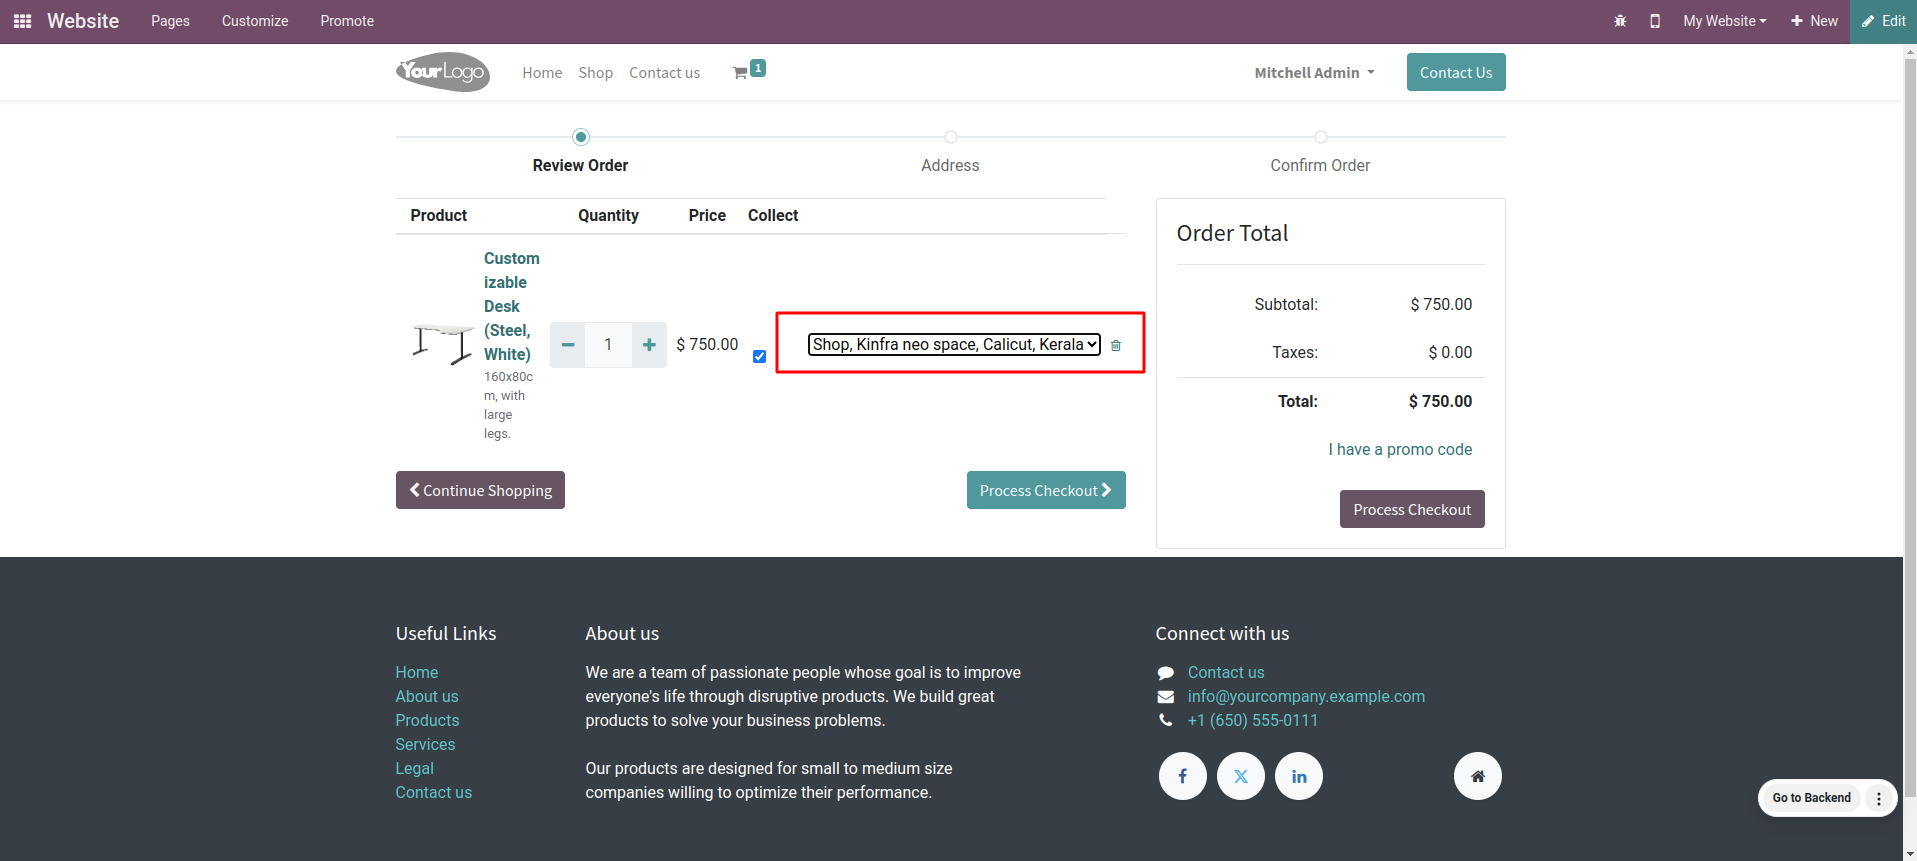 Website Pages Customize Promote My Website New Edit
YourLogo Home Shop Contact us 1 Mitchell Admin Contact Us
Review Order Address Confirm Order
Product Quantity Price Collect
Custom
izable
Desk
(Steel,
White)
160x80c
m, with
large
legs.
1
$ 750.00
Shop, Kinfra neo space, Calicut, Kerala
Continue Shopping
Process Checkout
Order Total
Subtotal: $ 750.00
Taxes: $ 0.00
Total: $ 750.00
I have a promo code
Process Checkout
Useful Links
Home
About us
Products
Services
Legal
Contact us
About us
We are a team of passionate people whose goal is to improve
everyone's life through disruptive products. We build great
products to solve your business problems.
Our products are designed for small to medium size
companies willing to optimize their performance.
Connect with us
Contact us
info@yourcompany.example.com
+1 (650) 555-0111
Go to Backend